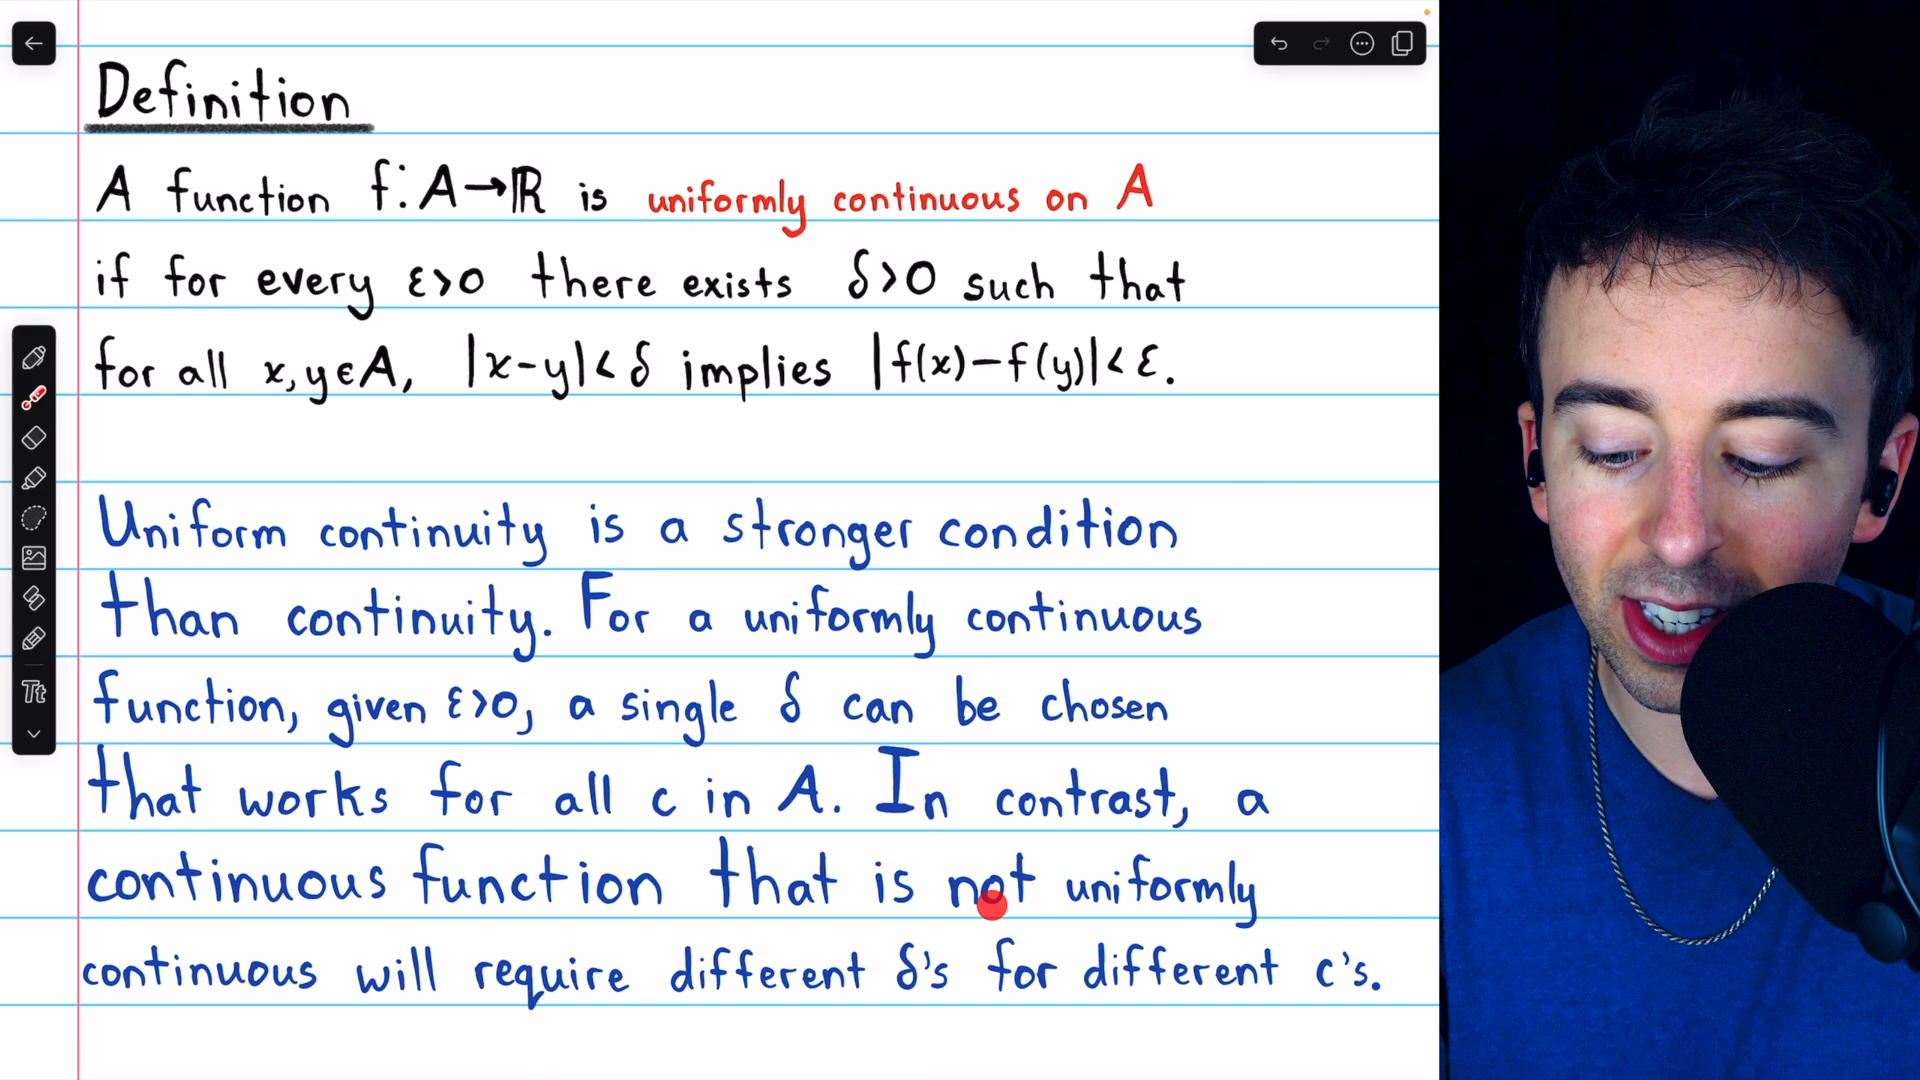 Definition
A function f: A→ℝ is uniformly continuous on A
if for every ε>0 there exists δ>0 such that
for all x,y∈A, |x-y|<δ implies |f(x)-f(y)|<ε.
Uniform continuity is a stronger condition
than continuity. For a uniformly continuous
function, given ε>0, a single δ can be chosen
that works for all c in A. In contrast, a
continuous function that is not uniformly
continuous will require different δ's for different c's.
Tt